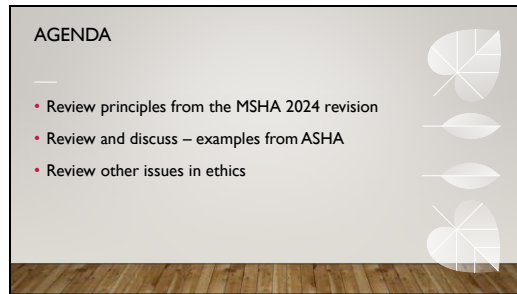 AGENDA
• Review principles from the MSHA 2024 revision
• Review and discuss – examples from ASHA
• Review other issues in ethics